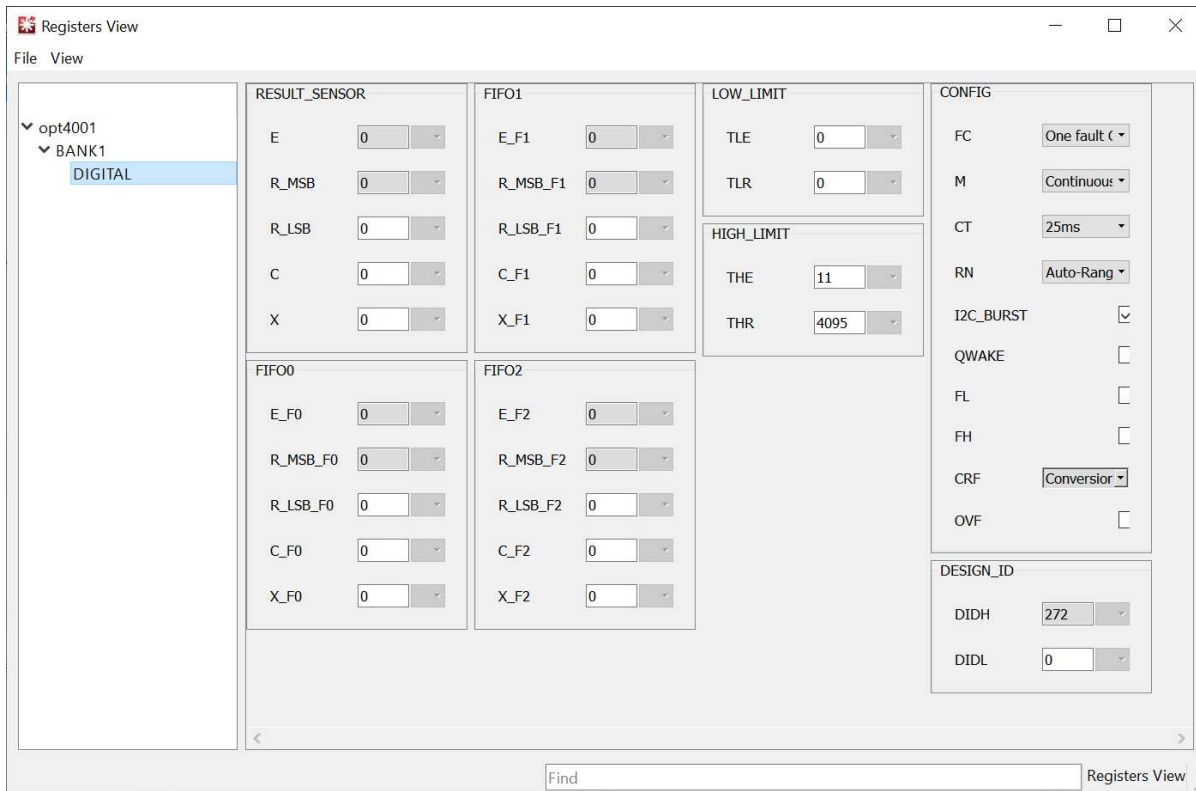 Registers View
File View
opt4001
BANK1
DIGITAL
RESULT_SENSOR
E 0
R_MSB 0
R_LSB 0
C 0
X 0
FIFO0
E_F0 0
R_MSB_F0 0
R_LSB_F0 0
C_F0 0
X_F0 0
FIFO1
E_F1 0
R_MSB_F1 0
R_LSB_F1 0
C_F1 0
X_F1 0
FIFO2
E_F2 0
R_MSB_F2 0
R_LSB_F2 0
C_F2 0
X_F2 0
LOW_LIMIT
TLE 0
TLR 0
HIGH_LIMIT
THE 11
THR 4095
CONFIG
FC One fault (
M Continuous
CT 25ms
RN Auto-Rang
I2C_BURST
QWAKE
FL
FH
CRF Conversion
OVF
DESIGN_ID
DIDH 272
DIDL 0
Find
Registers View